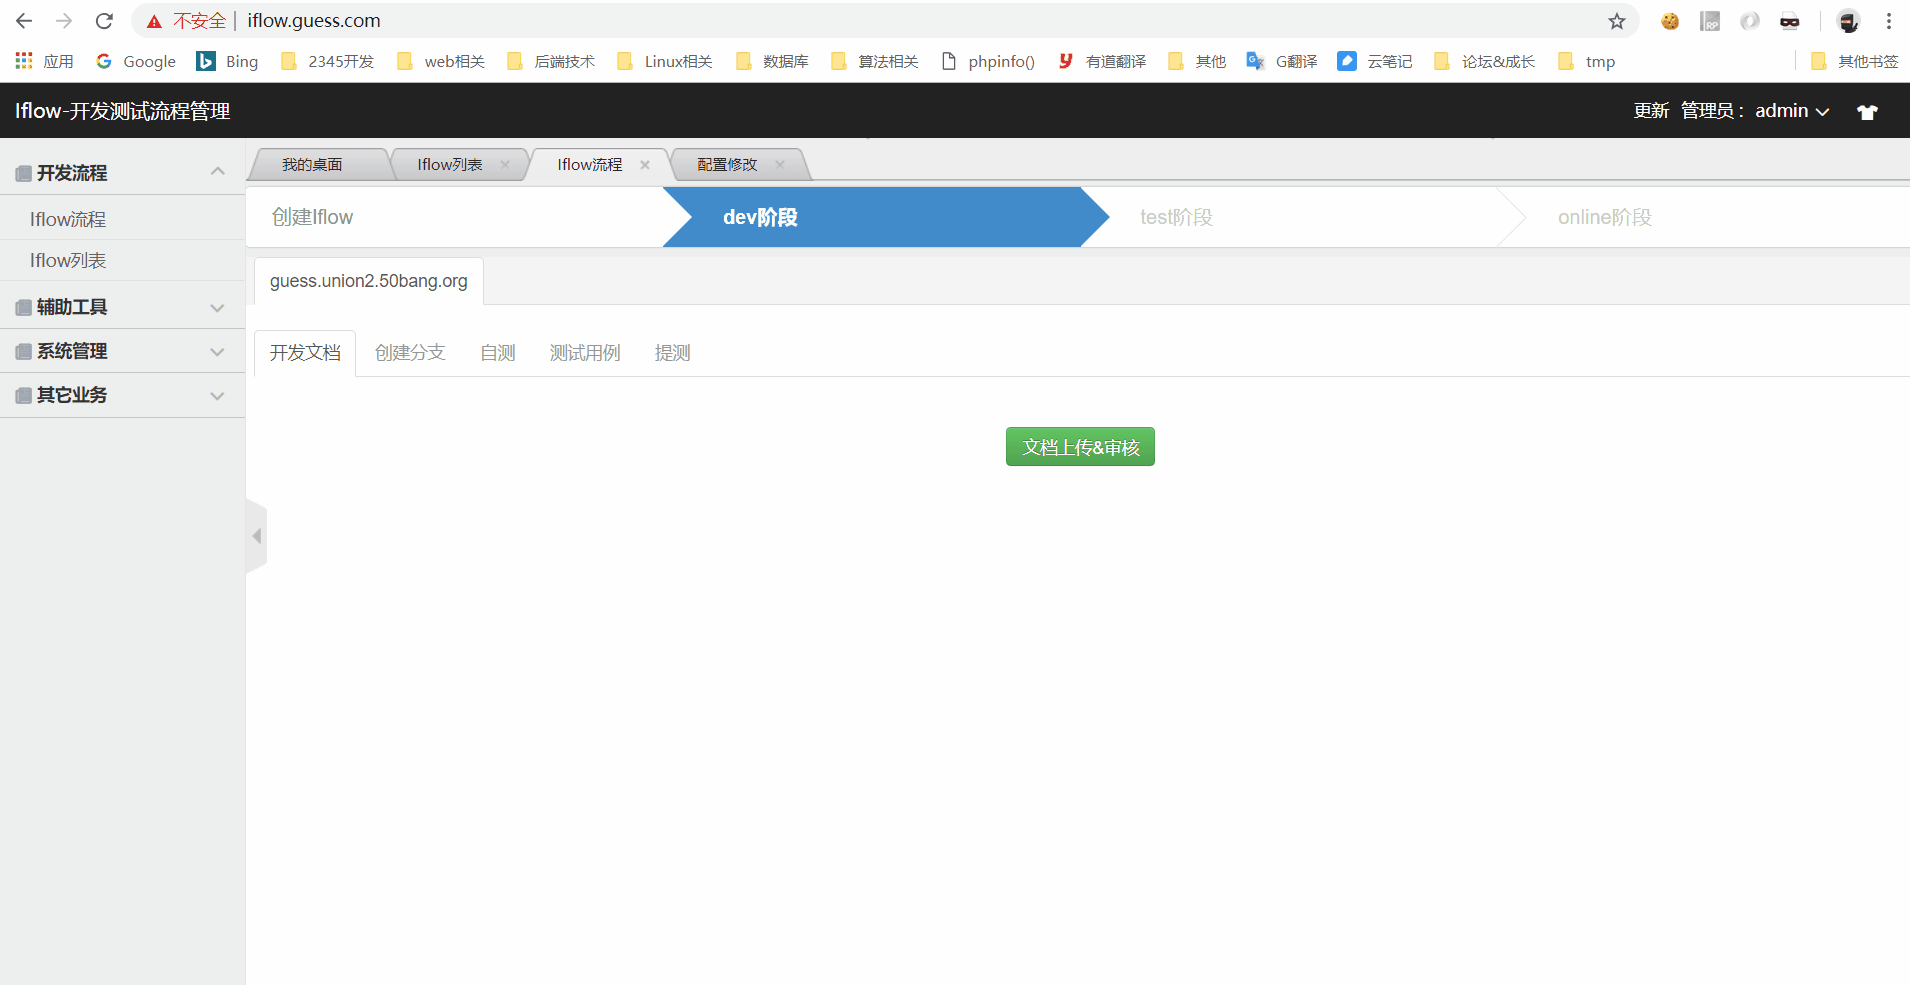 不安全 iflow.guess.com
应用 Google Bing 2345开发 web相关 后端技术 Linux相关 数据库 算法相关 phpinfo() 有道翻译 其他 G翻译 云笔记 论坛&成长 tmp 其他书签
Iflow-开发测试流程管理 更新 管理员： admin
我的桌面 Iflow列表 Iflow流程 配置修改
开发流程
Iflow流程
Iflow列表
辅助工具
系统管理
其它业务
创建Iflow dev阶段 test阶段 online阶段
guess.union2.50bang.org
开发文档 创建分支 自测 测试用例 提测
文档上传&审核